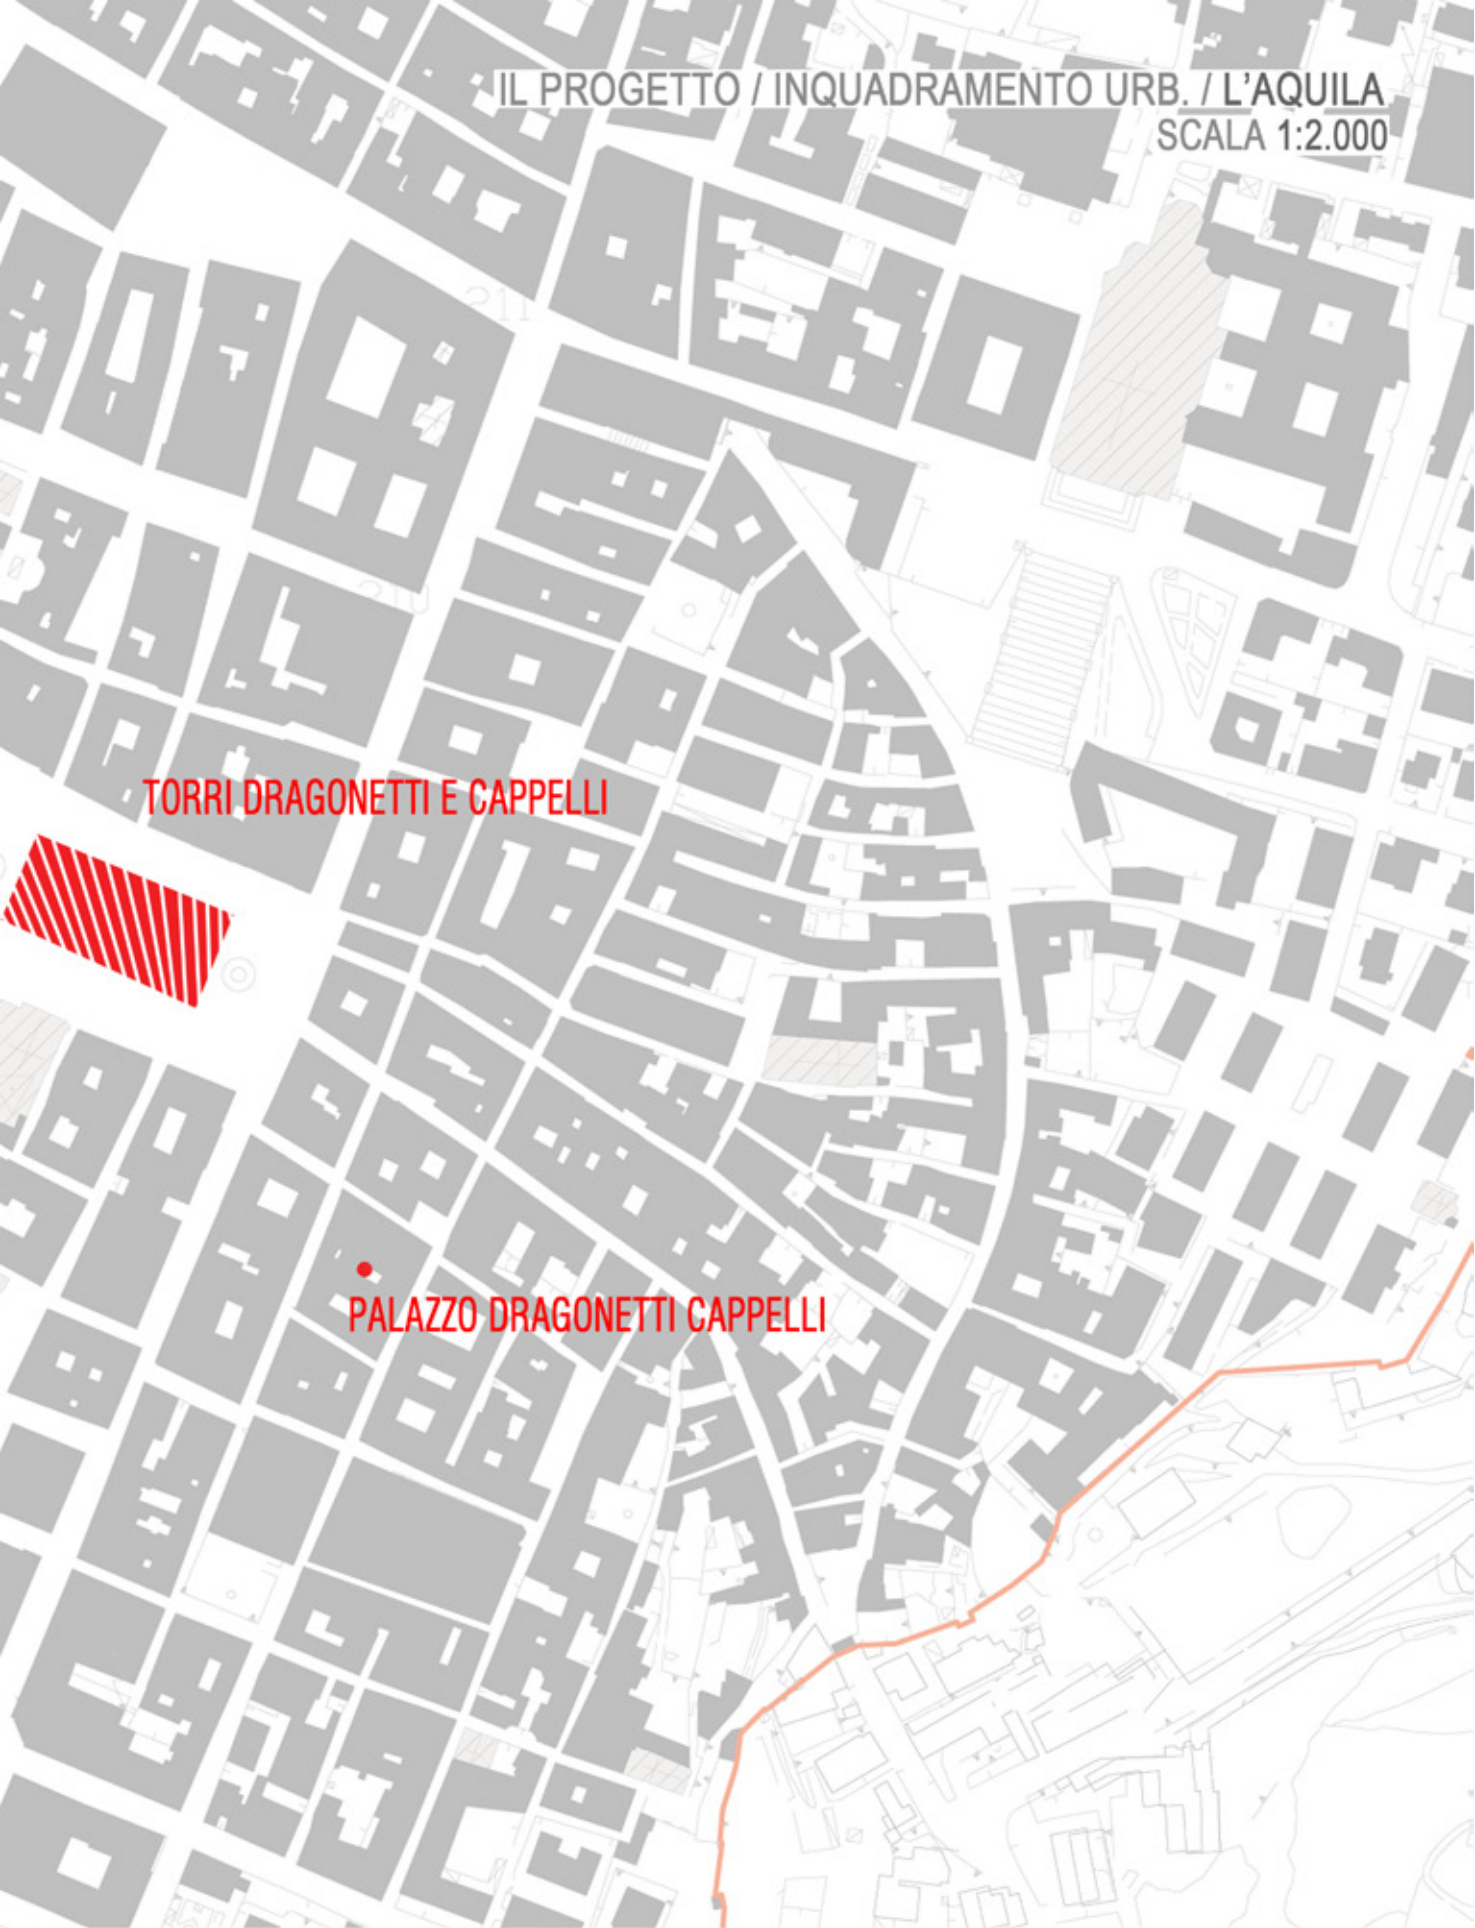 IL PROGETTO / INQUADRAMENTO URB. / L'AQUILA
SCALA 1:2.000
TORRI DRAGONETTI E CAPPELLI
PALAZZO DRAGONETTI CAPPELLI